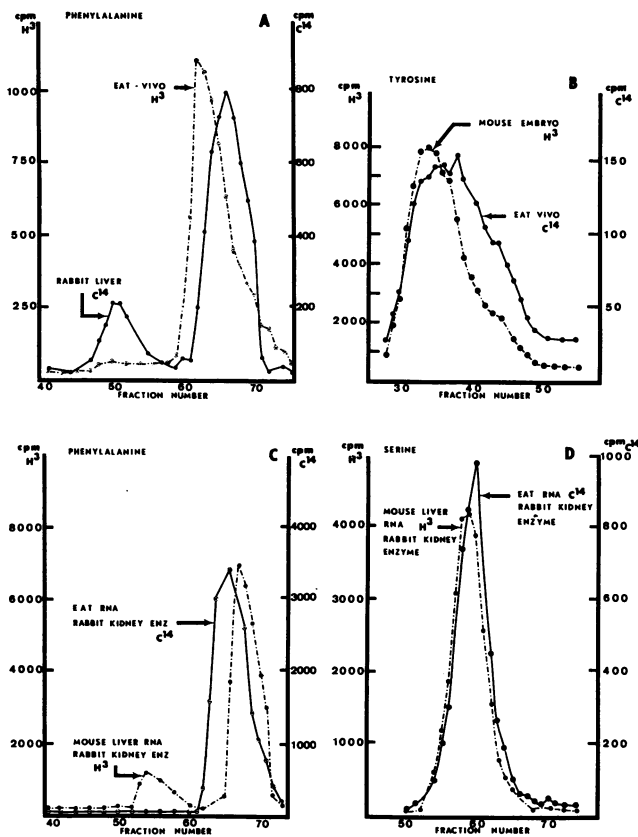 cpm
H3
PHENYLALANINE
A
cpm
C14
1000
750
500
250
800
600
400
200
EAT - VIVO
H3
RABBIT LIVER
C14
40
50
60
70
FRACTION NUMBER
cpm
H3
TYROSINE
B
cpm
C14
8000
6000
4000
2000
150
100
50
MOUSE EMBRYO
H3
EAT VIVO
C14
30
40
50
FRACTION NUMBER
cpm
H3
PHENYLALANINE
C
cpm
C14
8000
6000
4000
2000
4000
3000
2000
1000
EAT RNA
RABBIT KIDNEY ENZ
C14
MOUSE LIVER RNA
RABBIT KIDNEY ENZ
H3
40
50
60
70
FRACTION NUMBER
cpm
H3
SERINE
D
cpm
C14
4000
3000
2000
1000
1000
800
600
400
200
MOUSE LIVER
RNA H3
RABBIT KIDNEY
ENZYME
EAT RNA C14
RABBIT KIDNEY
ENZYME
50
60
70
FRACTION NUMBER